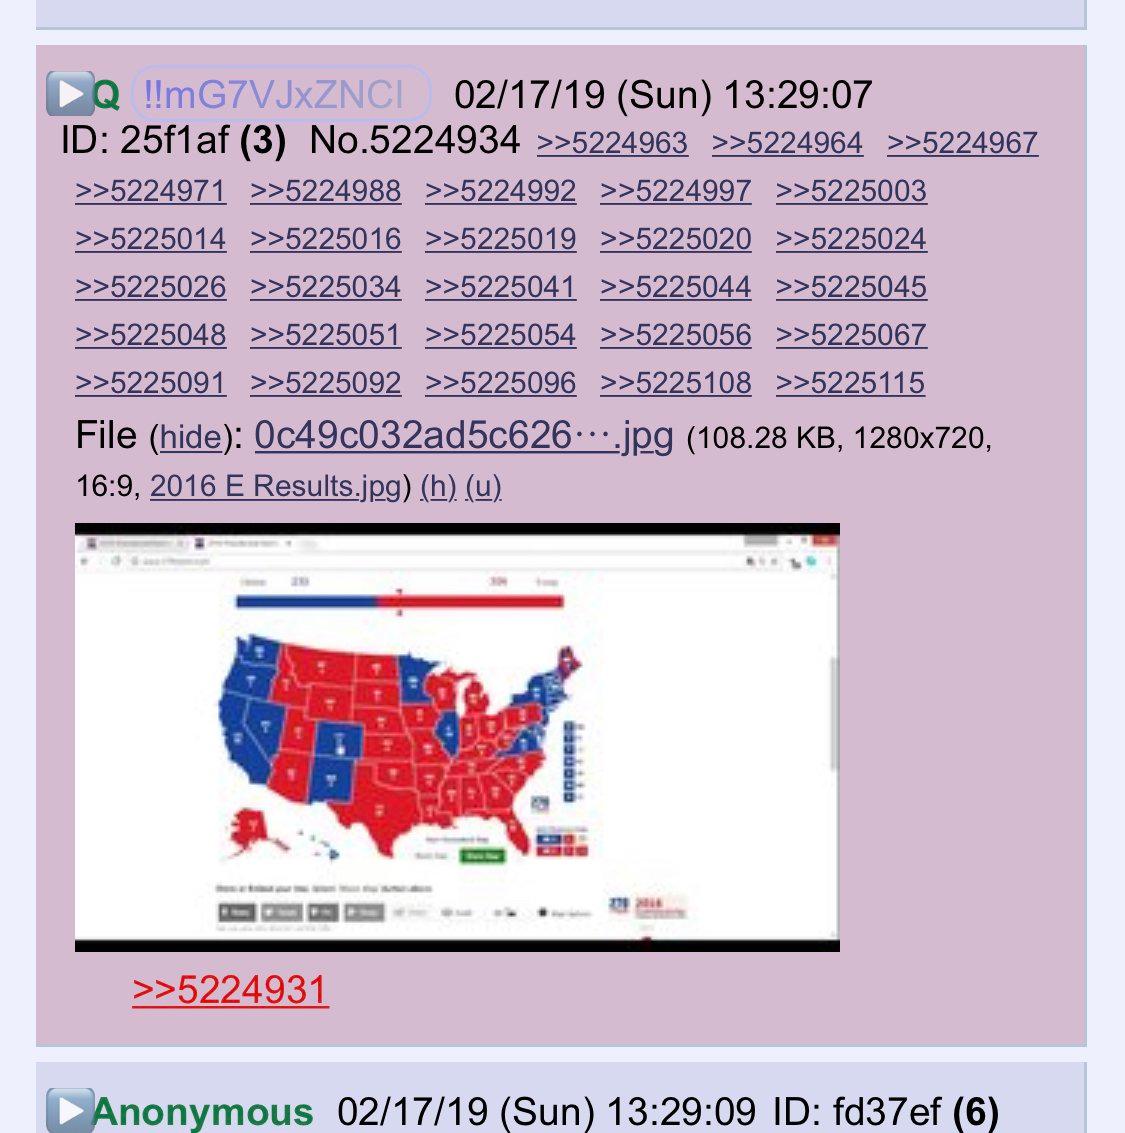 Q !!mG7VJxZNCI 02/17/19 (Sun) 13:29:07
ID: 25f1af (3) No.5224934 >>5224963 >>5224964 >>5224967
>>5224971 >>5224988 >>5224992 >>5224997 >>5225003
>>5225014 >>5225016 >>5225019 >>5225020 >>5225024
>>5225026 >>5225034 >>5225041 >>5225044 >>5225045
>>5225048 >>5225051 >>5225054 >>5225056 >>5225067
>>5225091 >>5225092 >>5225096 >>5225108 >>5225115
File (hide): 0c49c032ad5c626⋯.jpg (108.28 KB, 1280x720,
16:9, 2016 E Results.jpg) (h) (u)
270
2016
>>5224931
Anonymous 02/17/19 (Sun) 13:29:09 ID: fd37ef (6)